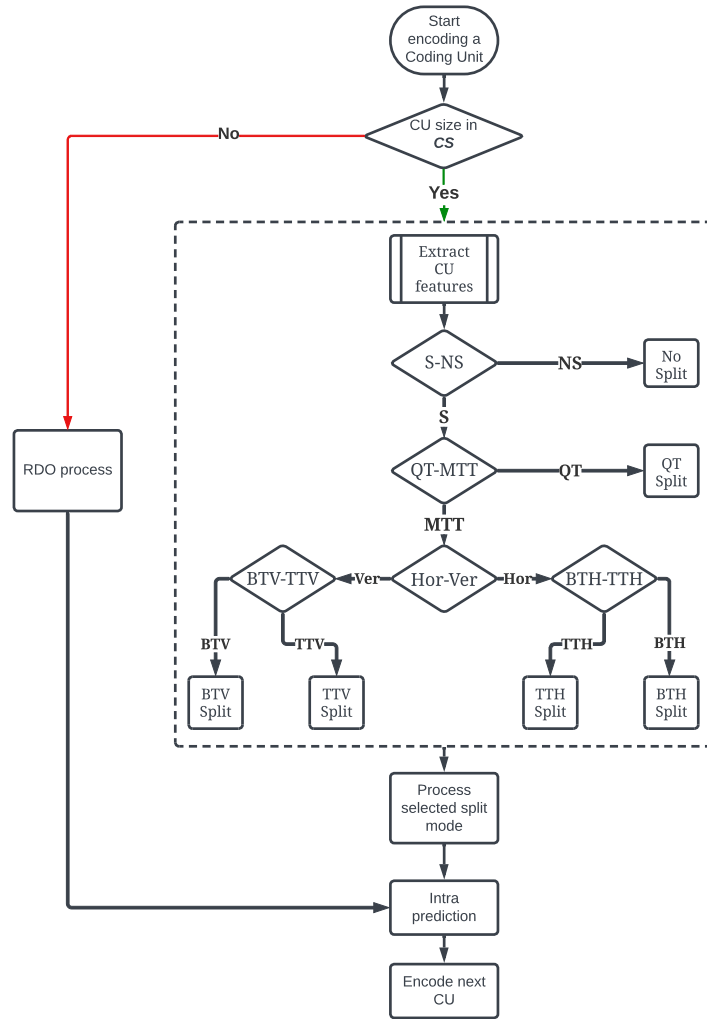 Start
encoding a
Coding Unit
CU size in
CS
No
Yes
Extract
CU
features
S-NS
NS
No
Split
S
RDO process
QT-MTT
QT
QT
Split
MTT
BTV-TTV
Ver
Hor-Ver
Hor
BTH-TTH
BTV
TTV
TTH
BTH
BTV
Split
TTV
Split
TTH
Split
BTH
Split
Process
selected split
mode
Intra
prediction
Encode next
CU